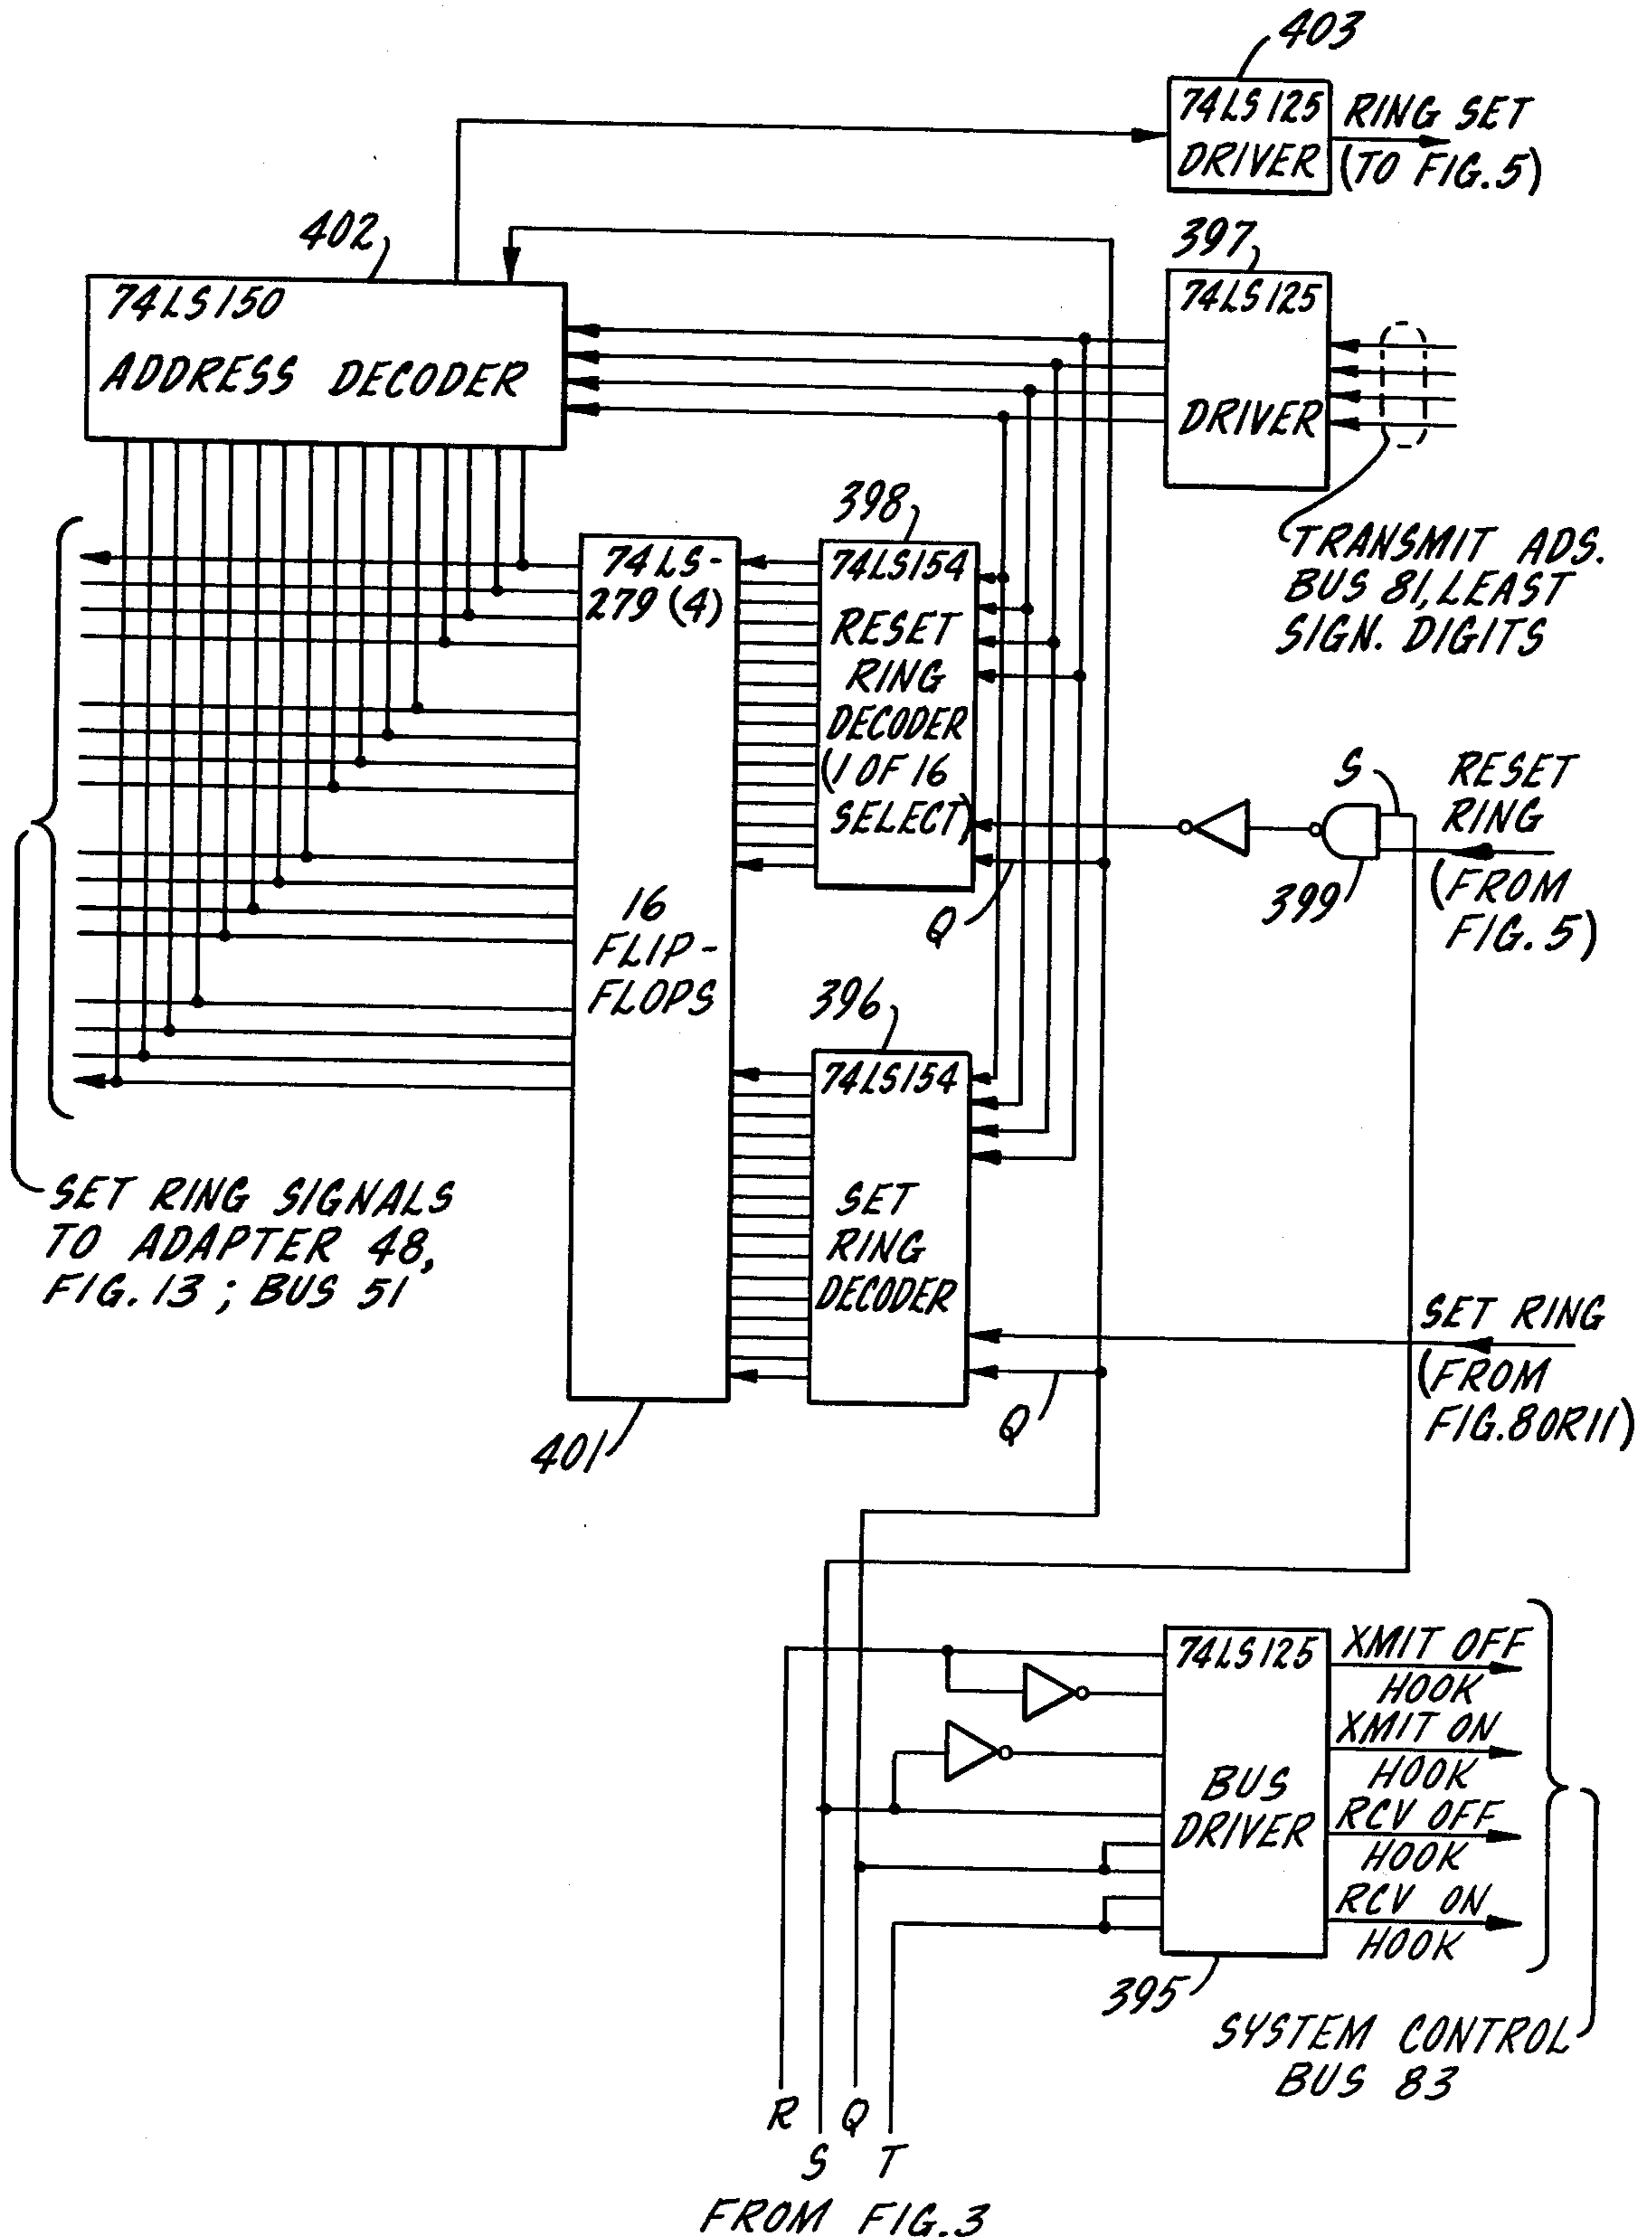 403
74LS125
DRIVER
RING SET
(TO FIG.5)
402
397
74LS150
ADDRESS DECODER
74LS125
DRIVER
TRANSMIT ADS.
BUS 81, LEAST
SIGN. DIGITS
398
74LS-
279 (4)
16
FLIP-
FLOPS
74LS154
RESET
RING
DECODER
(1 OF 16
SELECT)
Q
S
399
RESET
RING
(FROM
FIG. 5)
396
74LS154
SET
RING
DECODER
Q
SET RING
(FROM
FIG.8 OR 11)
401
SET RING SIGNALS
TO ADAPTER 48,
FIG. 13 ; BUS 51
74LS125
BUS
DRIVER
XMIT OFF
HOOK
XMIT ON
HOOK
RCV OFF
HOOK
RCV ON
HOOK
395
SYSTEM CONTROL
BUS 83
R Q
S T
FROM FIG.3